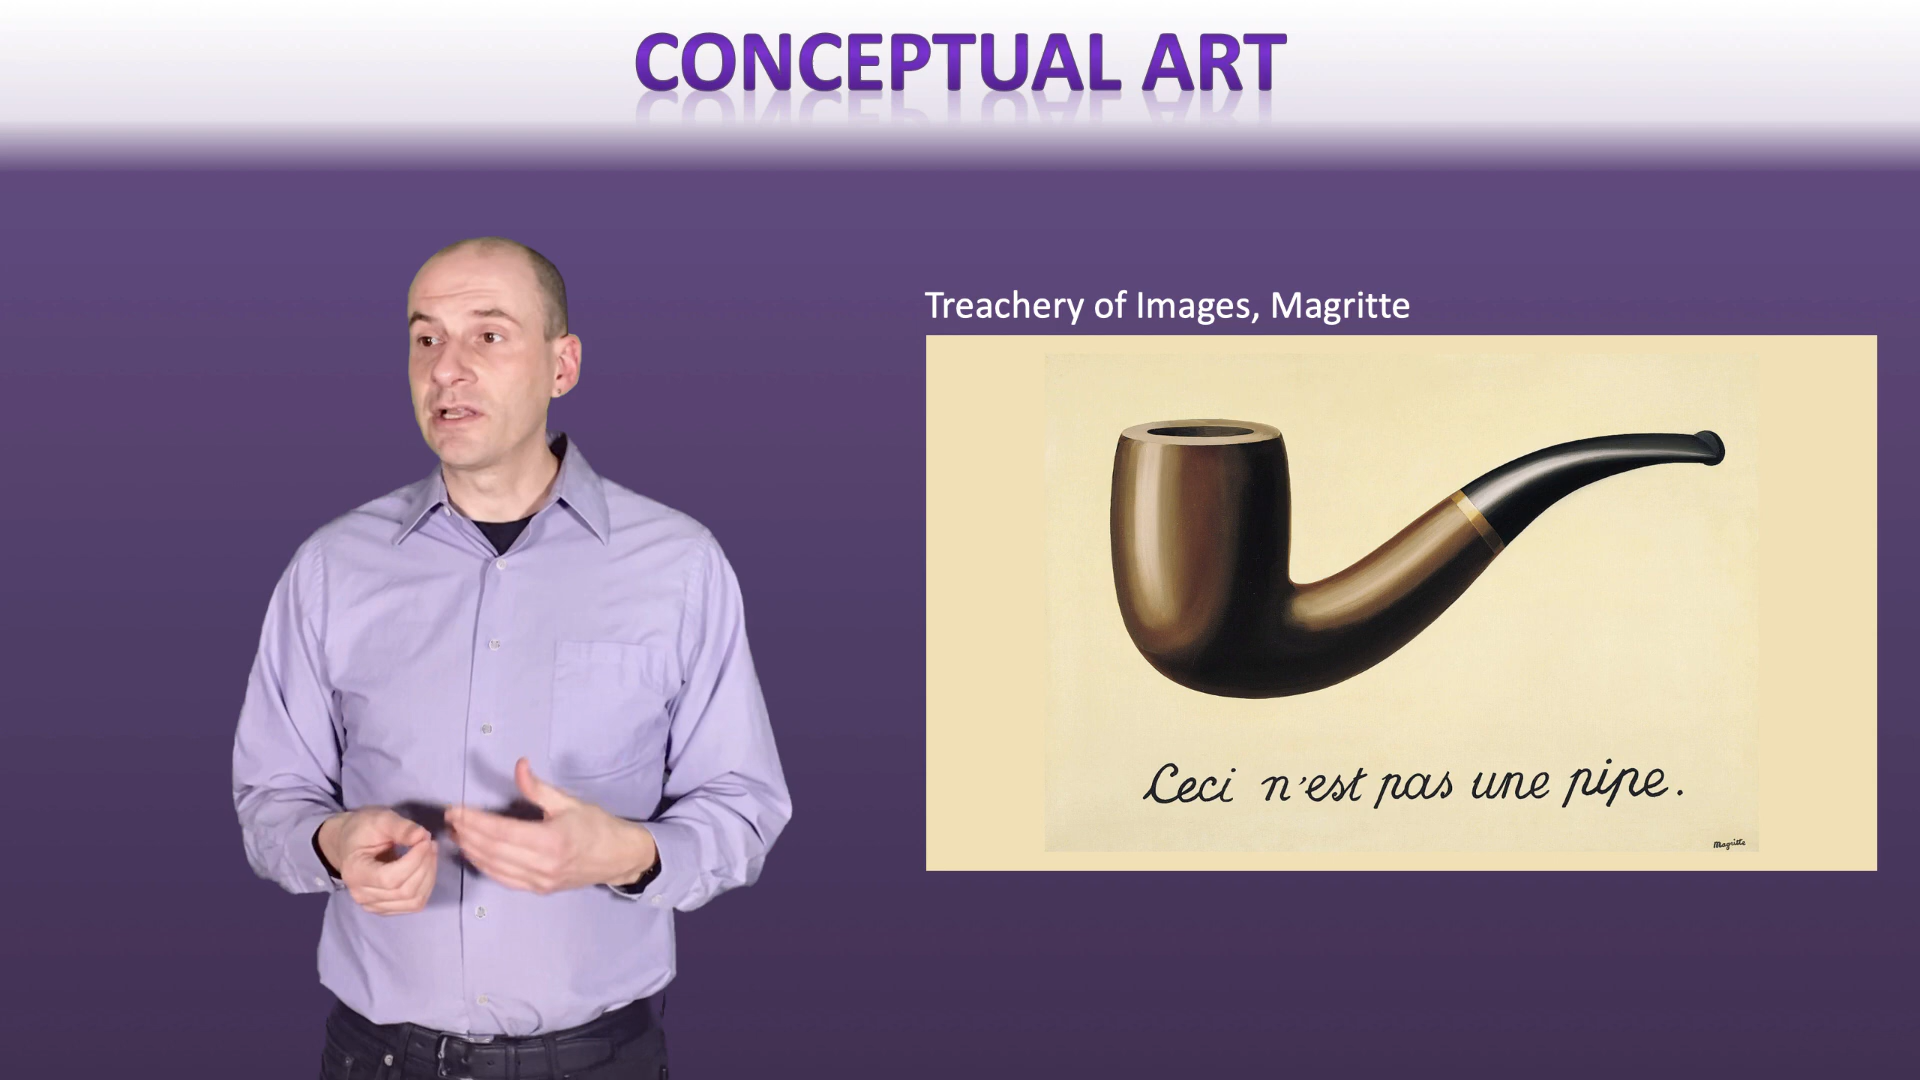 CONCEPTUAL ART
Treachery of Images, Magritte
Ceci n'est pas une pipe.
Magritte